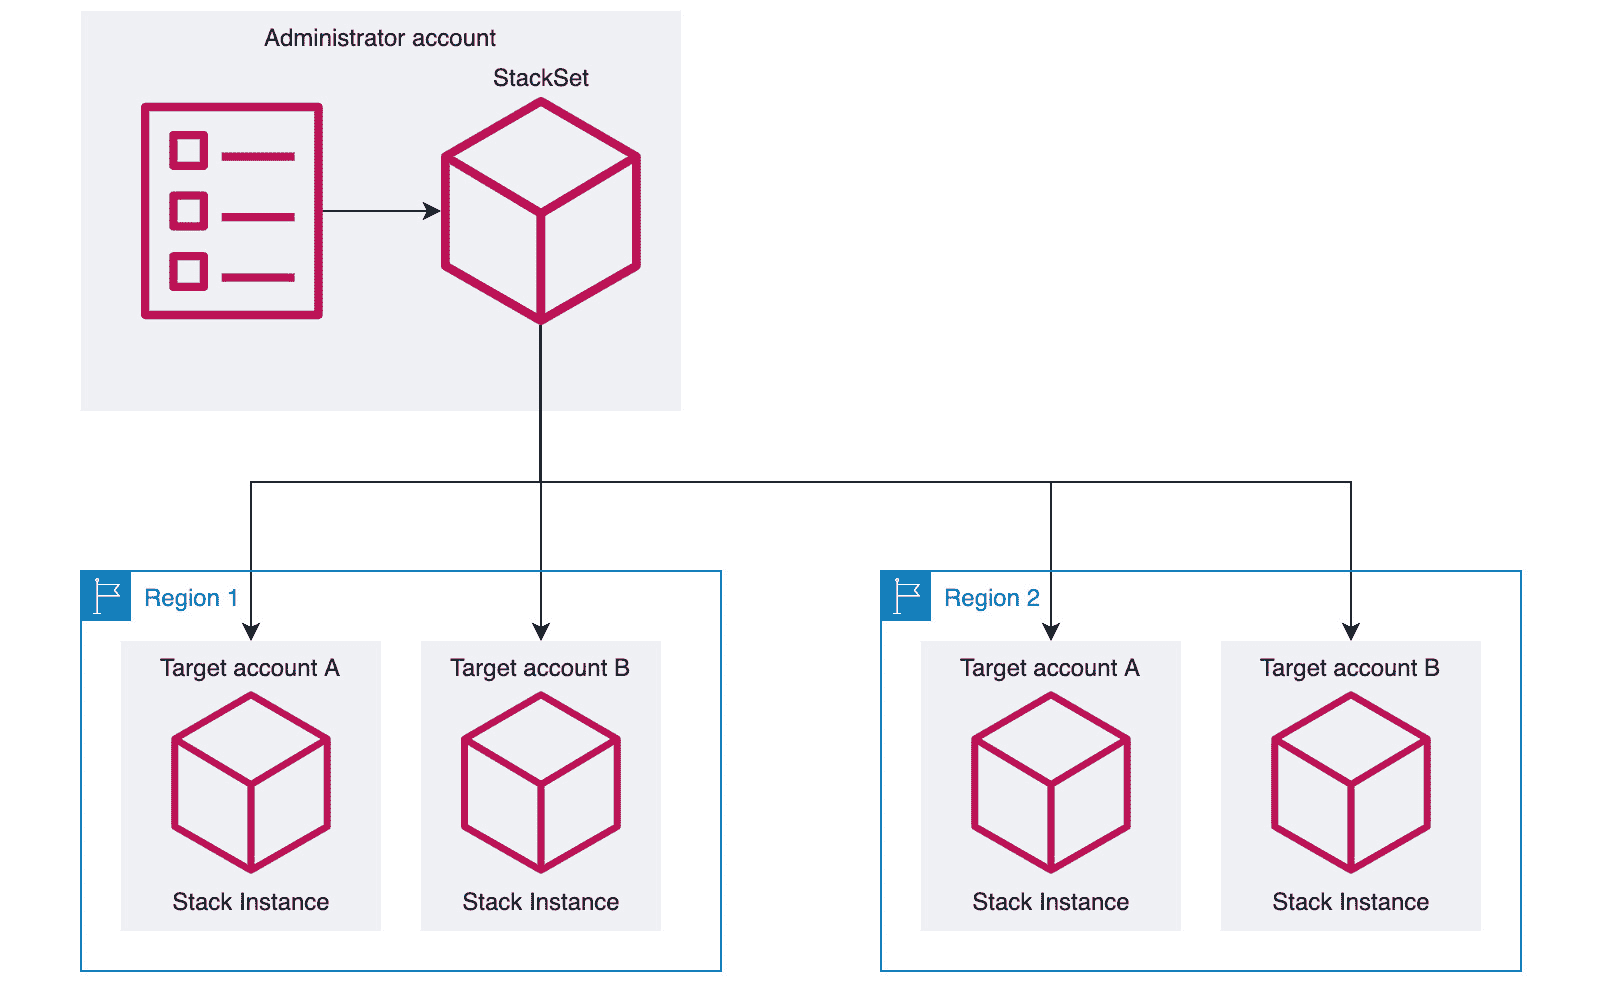 Administrator account
StackSet
Region 1
Region 2
Target account A
Target account B
Target account A
Target account B
Stack Instance
Stack Instance
Stack Instance
Stack Instance